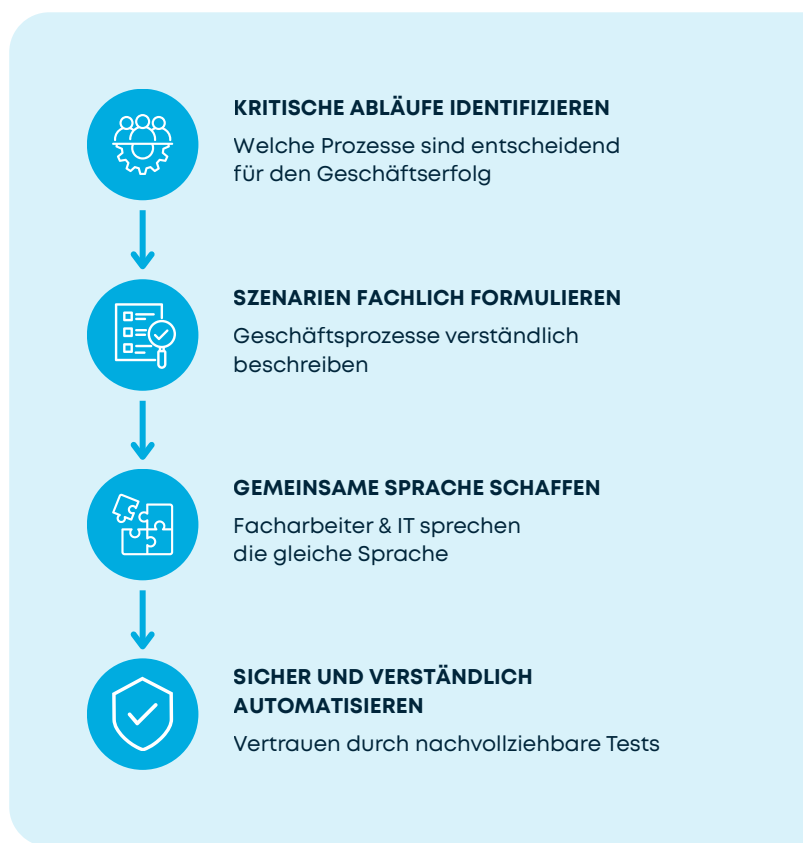 KRITISCHE ABLÄUFE IDENTIFIZIEREN
Welche Prozesse sind entscheidend
für den Geschäftserfolg
SZENARIEN FACHLICH FORMULIEREN
Geschäftsprozesse verständlich
beschreiben
GEMEINSAME SPRACHE SCHAFFEN
Facharbeiter & IT sprechen
die gleiche Sprache
SICHER UND VERSTÄNDLICH
AUTOMATISIEREN
Vertrauen durch nachvollziehbare Tests